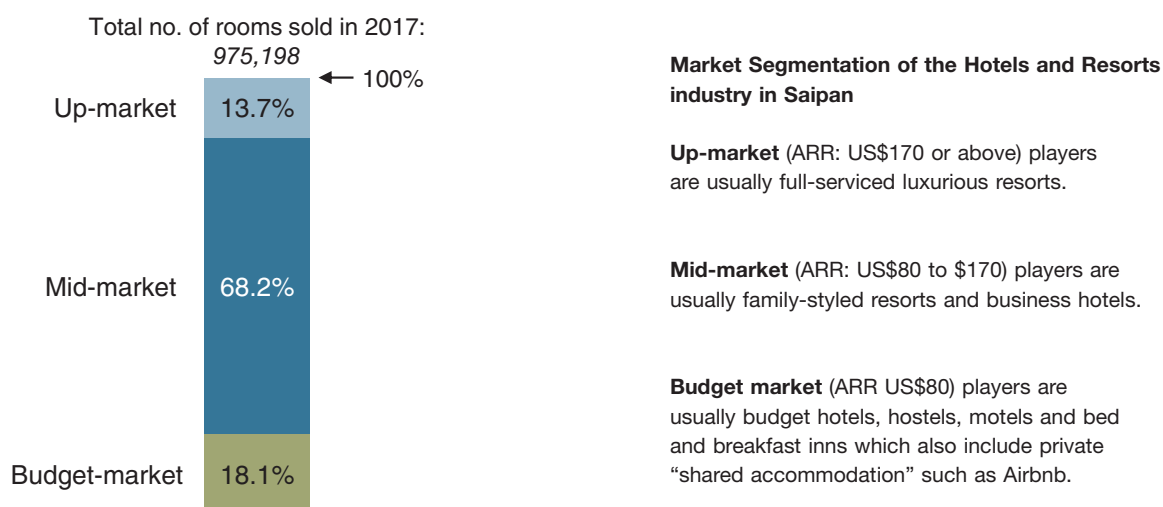 Total no. of rooms sold in 2017:
975,198
100%
Up-market
13.7%
Mid-market
68.2%
Budget-market
18.1%
Market Segmentation of the Hotels and Resorts
industry in Saipan
Up-market (ARR: US$170 or above) players
are usually full-serviced luxurious resorts.
Mid-market (ARR: US$80 to $170) players are
usually family-styled resorts and business hotels.
Budget market (ARR US$80) players are
usually budget hotels, hostels, motels and bed
and breakfast inns which also include private
“shared accommodation” such as Airbnb.